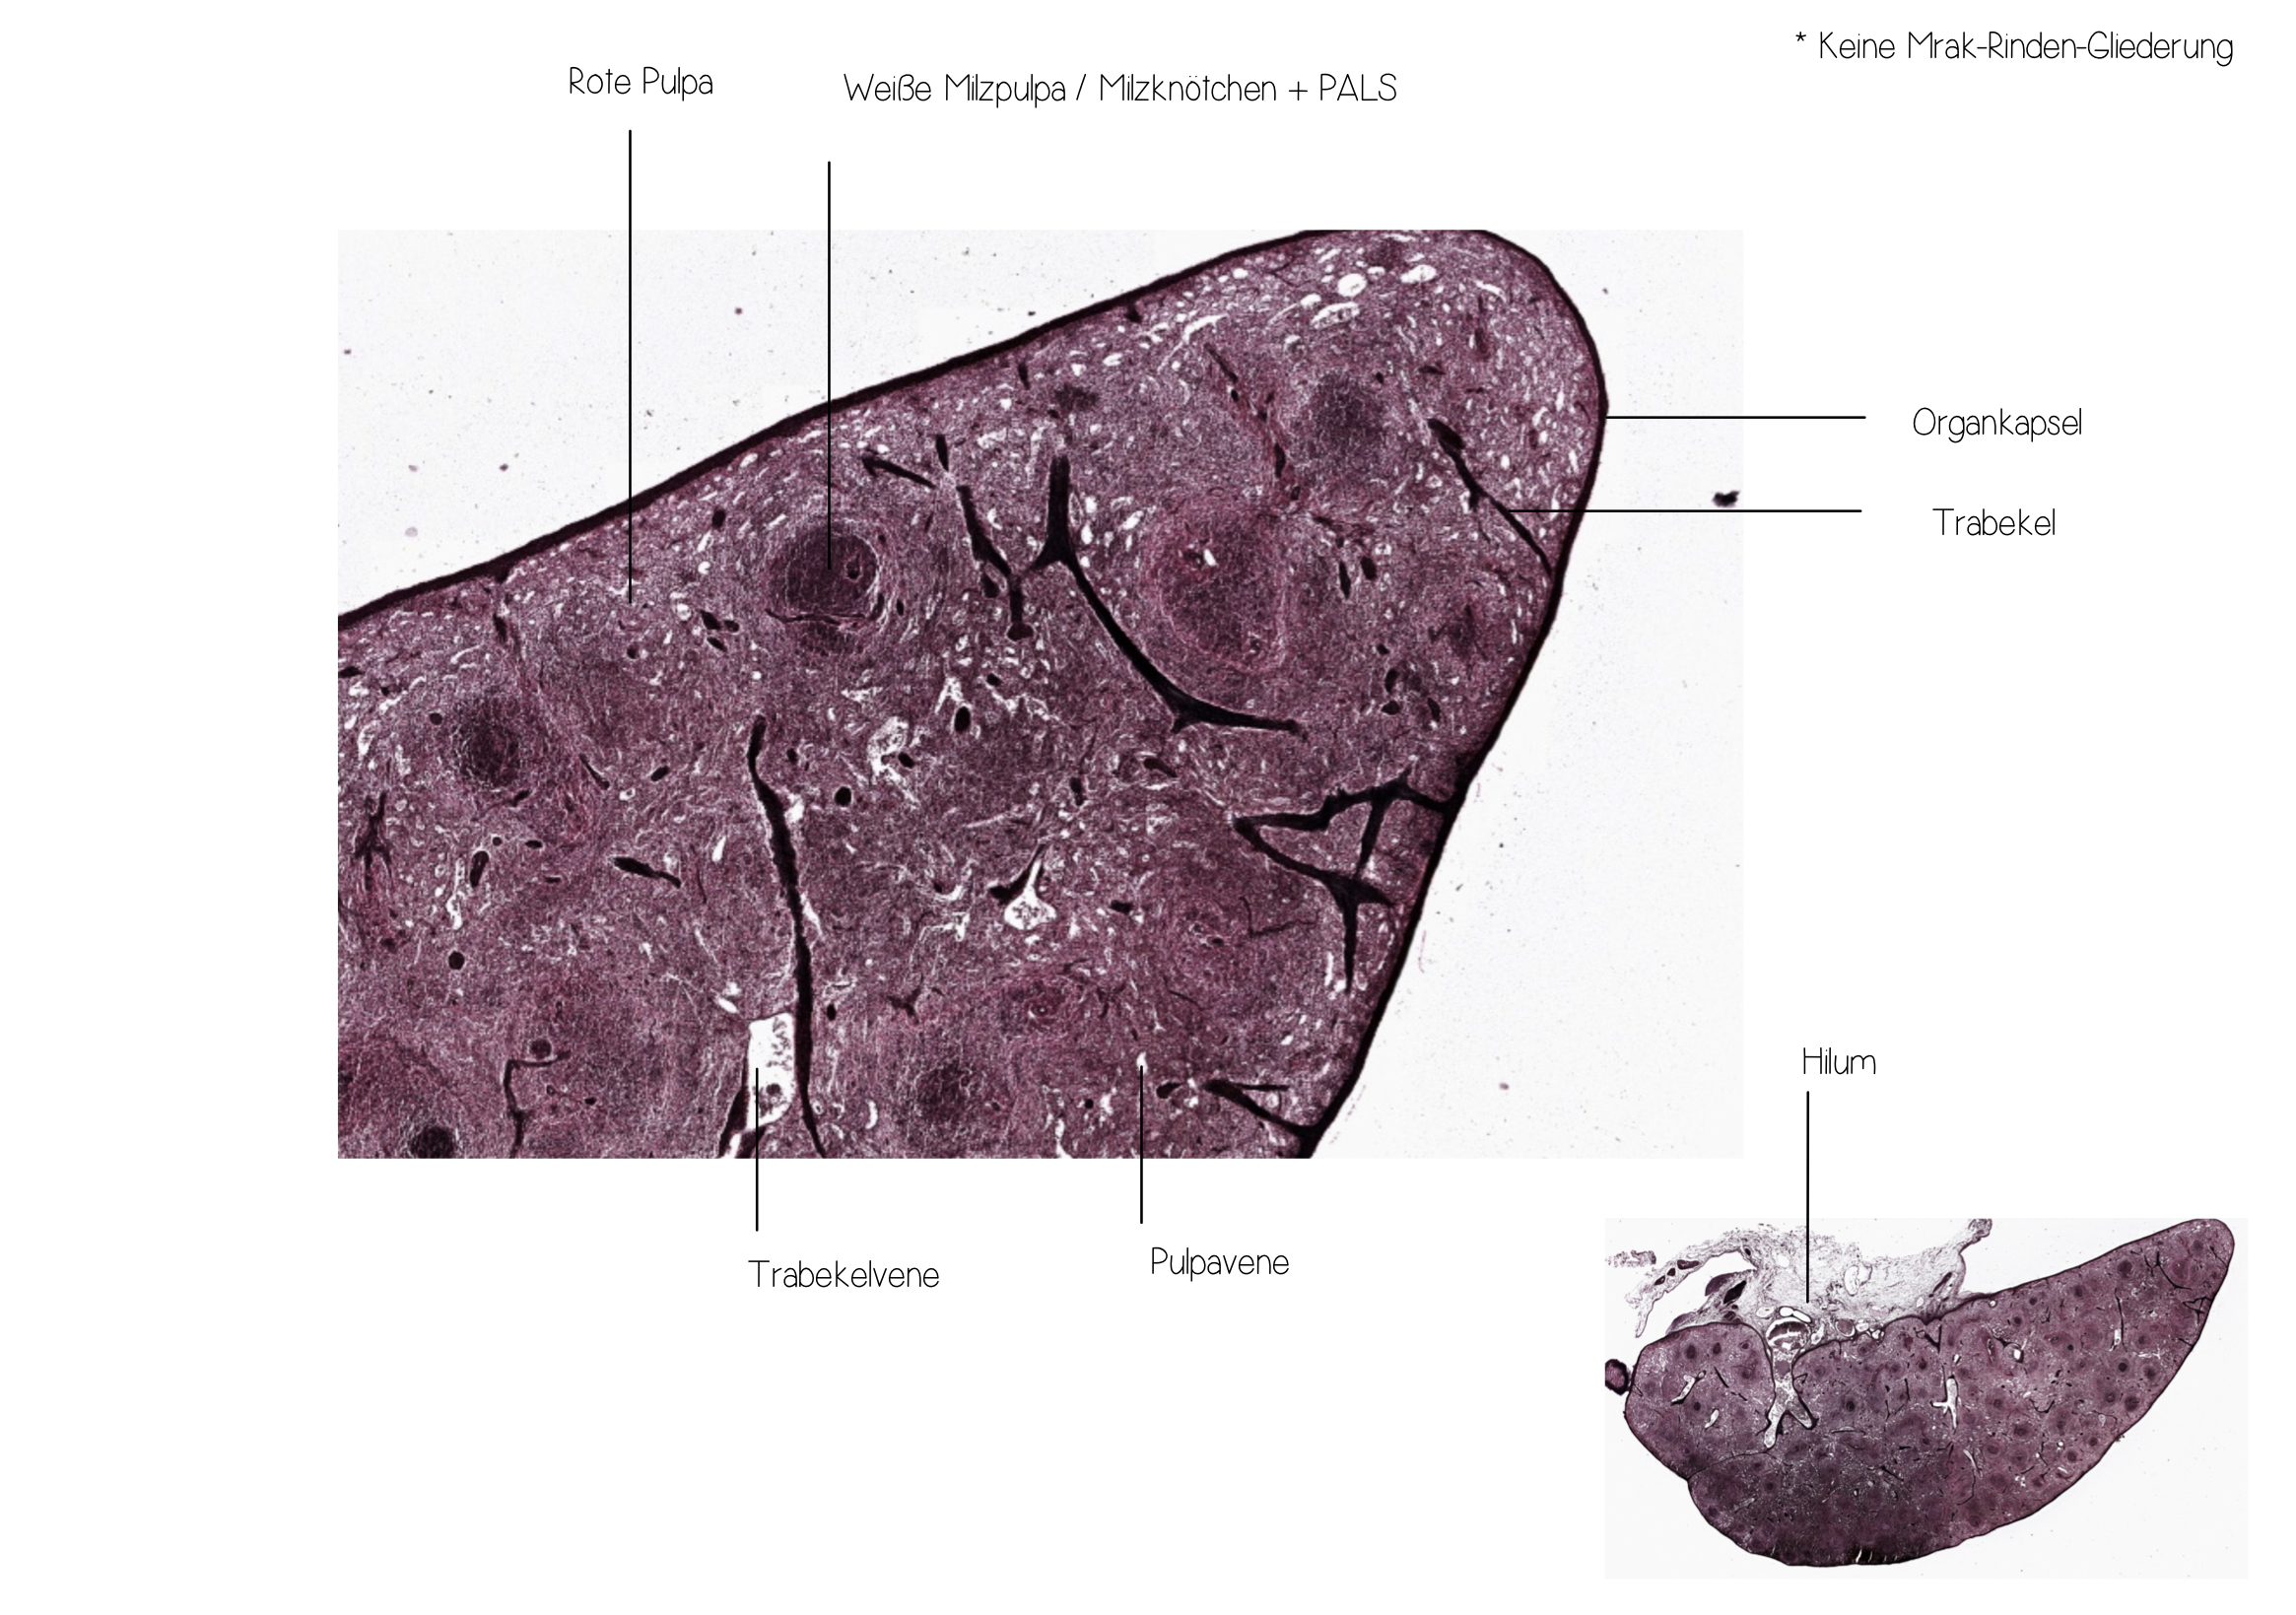 * Keine Mrak-Rinden-Gliederung
Rote Pulpa
Weiße Milzpulpa / Milzknötchen + PALS
Organkapsel
Trabekel
Hilum
Trabekelvene
Pulpavene